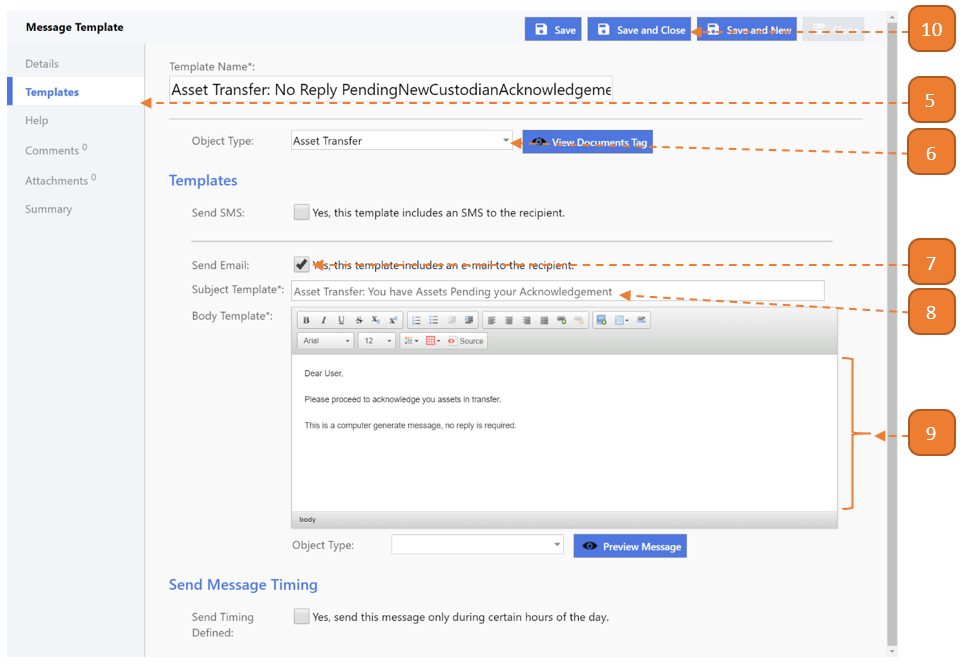 Message Template
Save
Save and Close
Save and New
10
Details
Templates
Help
Comments 0
Attachments 0
Summary
Template Name*:
Asset Transfer: No Reply PendingNewCustodianAcknowledgeme
5
Object Type:
Asset Transfer
View Documents Tag
6
Templates
Send SMS:
Yes, this template includes an SMS to the recipient.
Send Email:
Yes, this template includes an e-mail to the recipient.
7
Subject Template*:
Asset Transfer: You have Assets Pending your Acknowledgement
8
Body Template*:
B I U S X₂ X²
Arial
12
Source
Dear User,
Please proceed to acknowledge you assets in transfer.
This is a computer generate message, no reply is required.
9
body
Object Type:
Preview Message
Send Message Timing
Send Timing
Defined:
Yes, send this message only during certain hours of the day.